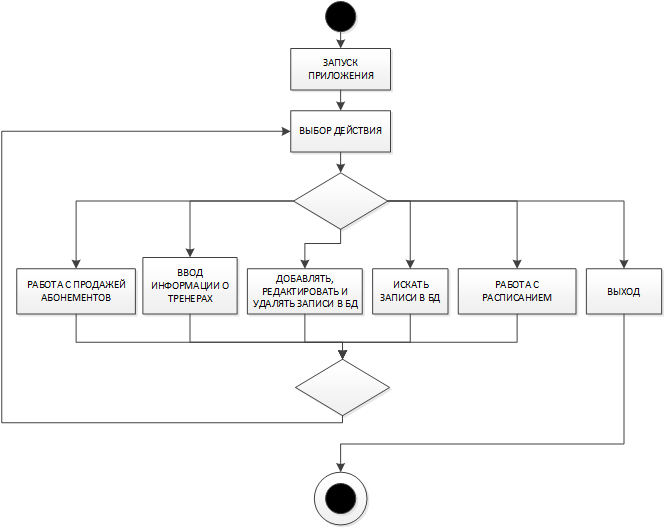 ЗАПУСК
ПРИЛОЖЕНИЯ
ВЫБОР ДЕЙСТВИЯ
РАБОТА С ПРОДАЖЕЙ
АБОНЕМЕНТОВ
ВВОД
ИНФОРМАЦИИ О
ТРЕНЕРАХ
ДОБАВЛЯТЬ,
РЕДАКТИРОВАТЬ И
УДАЛЯТЬ ЗАПИСИ В БД
ИСКАТЬ
ЗАПИСИ В БД
РАБОТА С
РАСПИСАНИЕМ
ВЫХОД